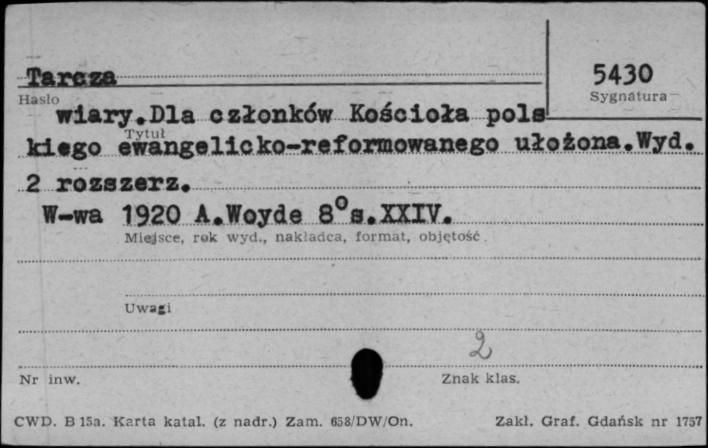 Tarcza
5430
Hasło
Sygnatura
wiary.Dla członków Kościoła pols
Tytuł
kiego ewangelicko-reformowanego ułożona.Wyd.
2 rozszerz.
W-wa 1920 A.Woyde 8°s.XXIV.
Miejsce, rok wyd., nakładca, format, objętość
Uwagi
2
Nr inw.
Znak klas.
CWD. B 15a. Karta katal. (z nadr.) Zam. 658/DW/On.
Zakł. Graf. Gdańsk nr 1757